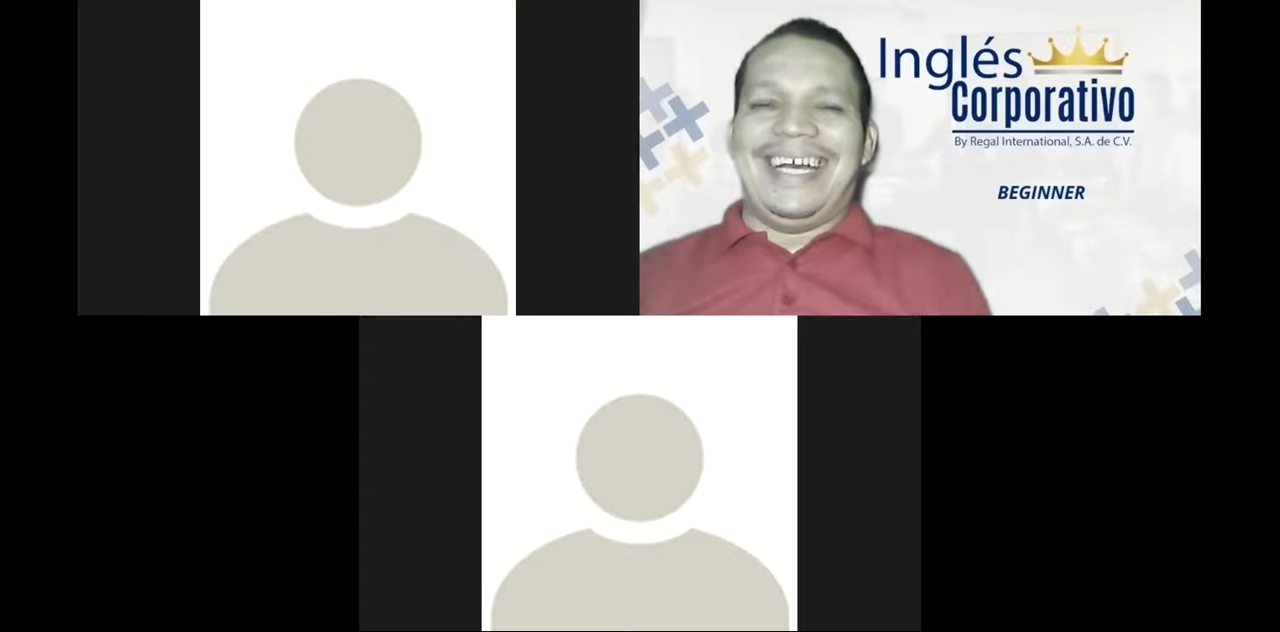 Inglés
Corporativo
By Regal International, S.A. de C.V.
BEGINNER